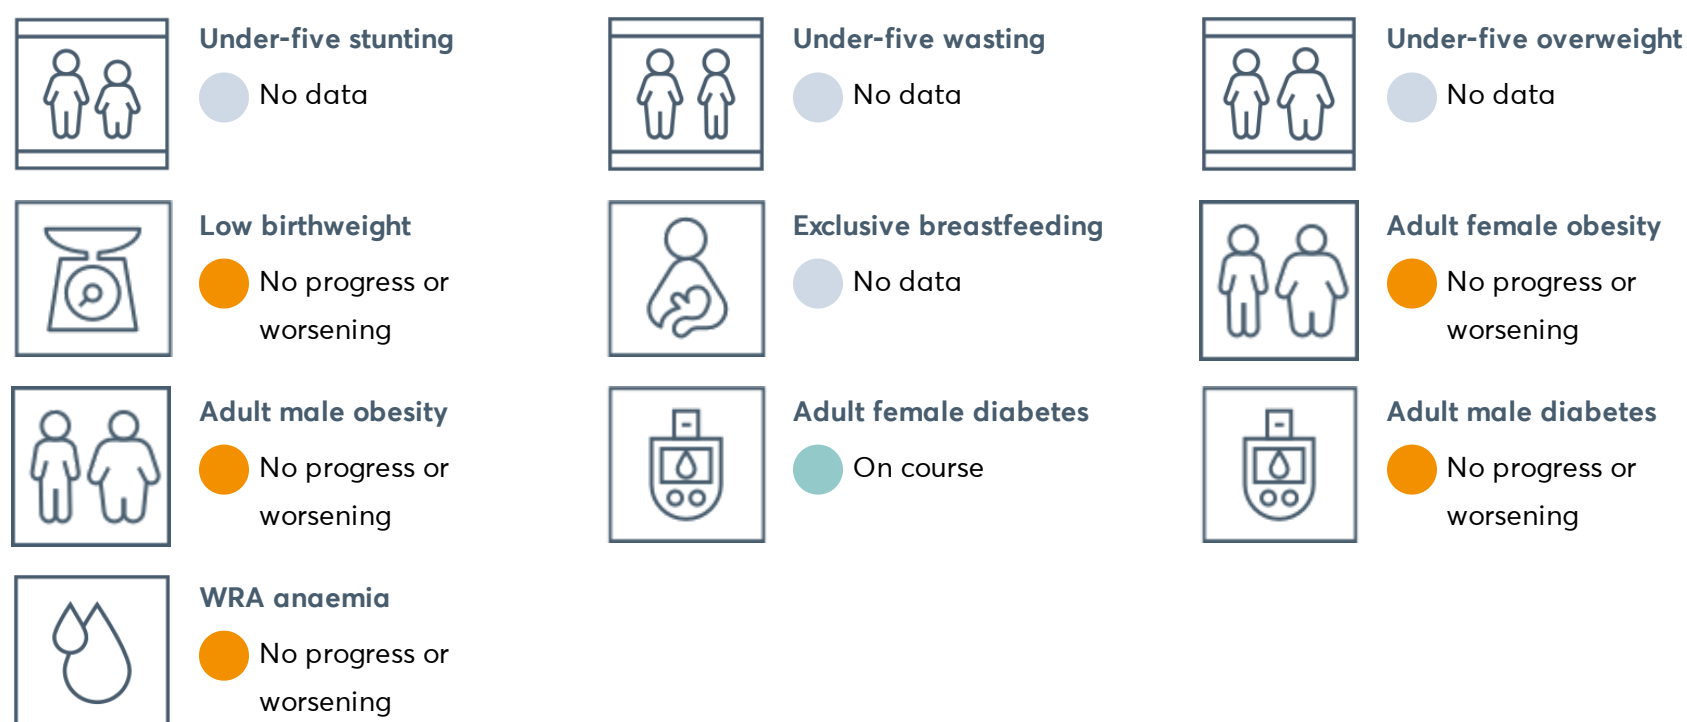 Under-five stunting
No data
Under-five wasting
No data
Under-five overweight
No data
Low birthweight
No progress or
worsening
Exclusive breastfeeding
No data
Adult female obesity
No progress or
worsening
Adult male obesity
No progress or
worsening
Adult female diabetes
On course
Adult male diabetes
No progress or
worsening
WRA anaemia
No progress or
worsening